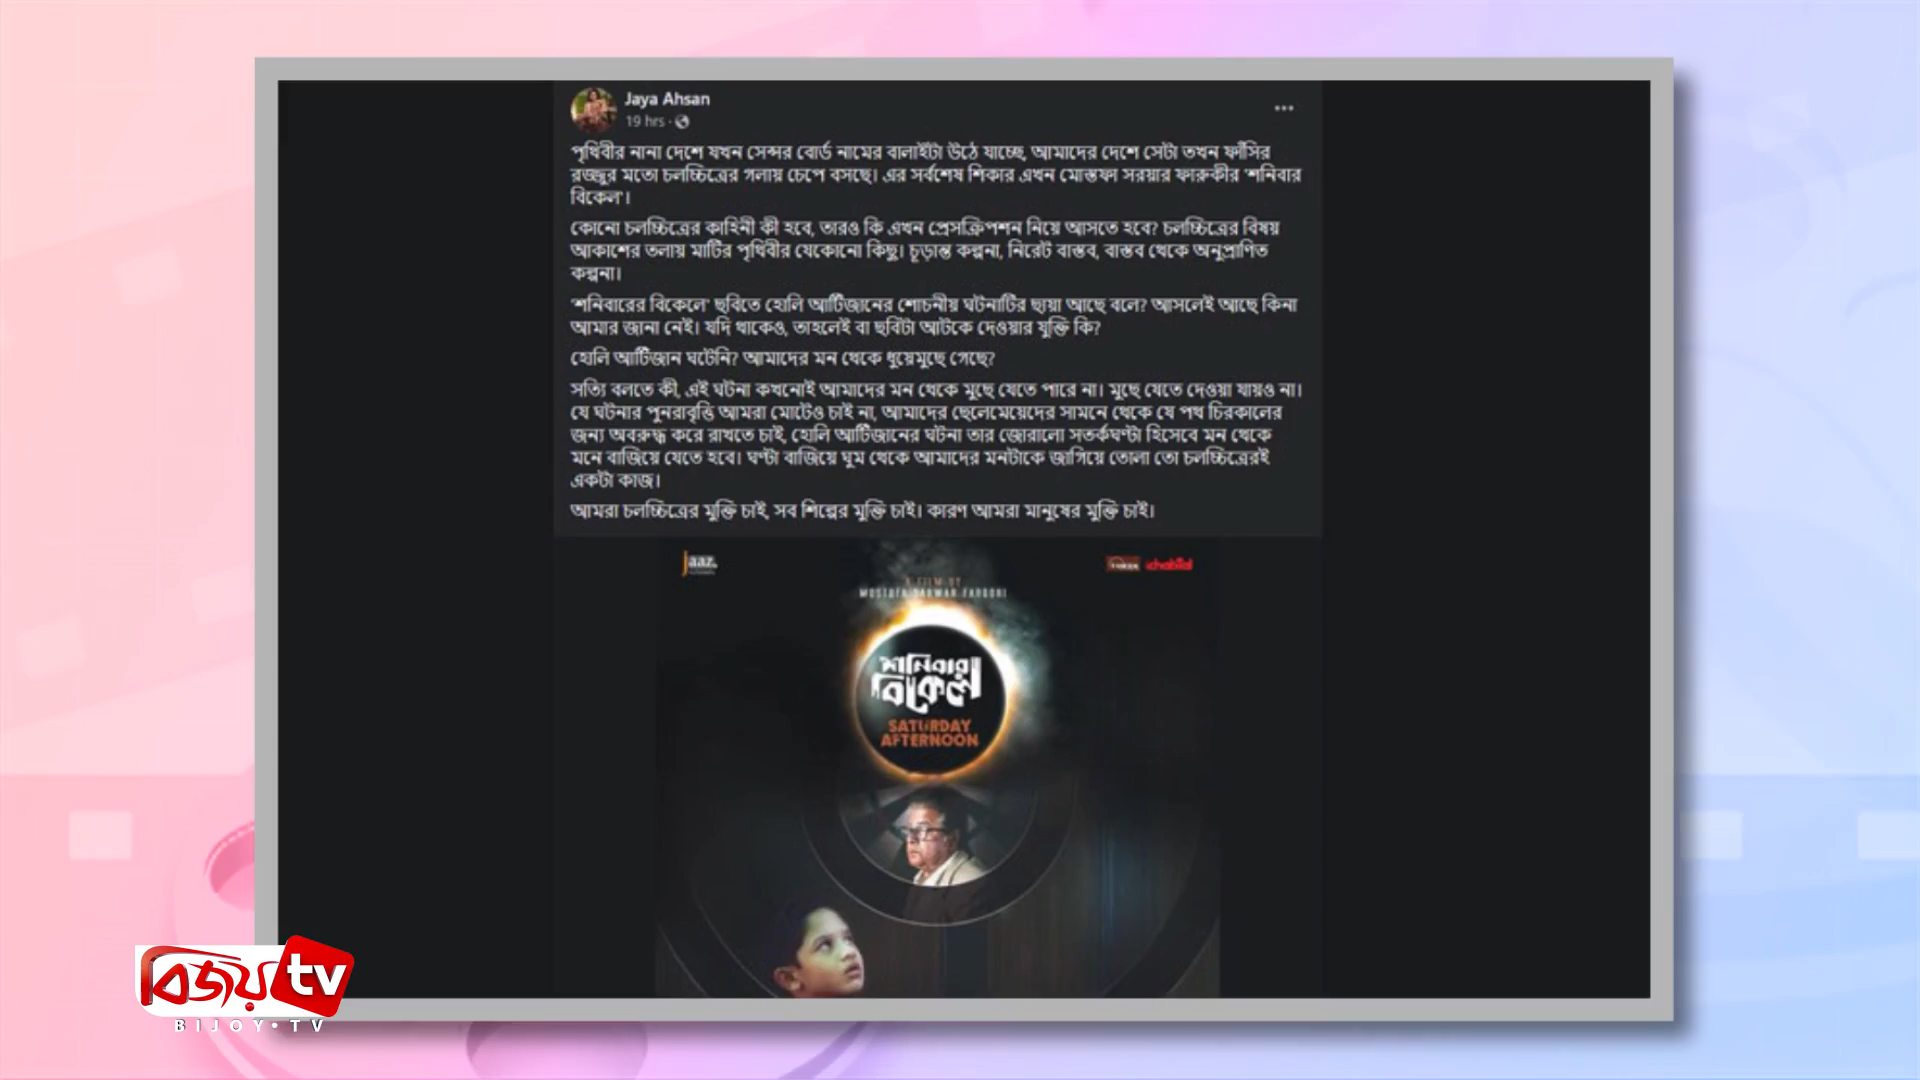 Jaya Ahsan
19 hrs ·
পৃথিবীর নানা দেশে যখন সেন্সর বোর্ড নামের বালাইটা উঠে যাচ্ছে, আমাদের দেশে সেটা তখন ফাঁসির
রজ্জুর মতো চলচ্চিত্রের গলায় চেপে বসছে। এর সর্বশেষ শিকার এখন মোস্তফা সরয়ার ফারুকীর 'শনিবার
বিকেল'।
কোনো চলচ্চিত্রের কাহিনী কী হবে, তারও কি এখন প্রেসক্রিপশন নিয়ে আসতে হবে? চলচ্চিত্রের বিষয়
আকাশের তলায় মাটির পৃথিবীর যেকোনো কিছু। চূড়ান্ত কল্পনা, নিরেট বাস্তব, বাস্তব থেকে অনুপ্রাণিত
কল্পনা।
'শনিবারের বিকেলে' ছবিতে হোলি আর্টিজানের শোচনীয় ঘটনাটির ছায়া আছে বলে? আসলেই আছে কিনা
আমার জানা নেই। যদি থাকেও, তাহলেই বা ছবিটা আটকে দেওয়ার যুক্তি কি?
হোলি আর্টিজান ঘটেনি? আমাদের মন থেকে ধুয়েমুছে গেছে?
সত্যি বলতে কী, এই ঘটনা কখনোই আমাদের মন থেকে মুছে যেতে পারে না। মুছে যেতে দেওয়া যায়ও না।
যে ঘটনার পুনরাবৃত্তি আমরা মোটেও চাই না, আমাদের ছেলেমেয়েদের সামনে থেকে যে পথ চিরকালের
জন্য অবরুদ্ধ করে রাখতে চাই, হোলি আর্টিজানের ঘটনা তার জোরালো সতর্কঘণ্টা হিসেবে মন থেকে
মনে বাজিয়ে যেতে হবে। ঘণ্টা বাজিয়ে ঘুম থেকে আমাদের মনটাকে জাগিয়ে তোলা তো চলচ্চিত্রেরই
একটা কাজ।
আমরা চলচ্চিত্রের মুক্তি চাই, সব শিল্পের মুক্তি চাই। কারণ আমরা মানুষের মুক্তি চাই।
Jaaz
chabial
A FILM BY
MOSTOFA SARWAR FAROOKI
শনিবার
বিকেল
SATURDAY
AFTERNOON
বিজয় tv
BIJOY•TV